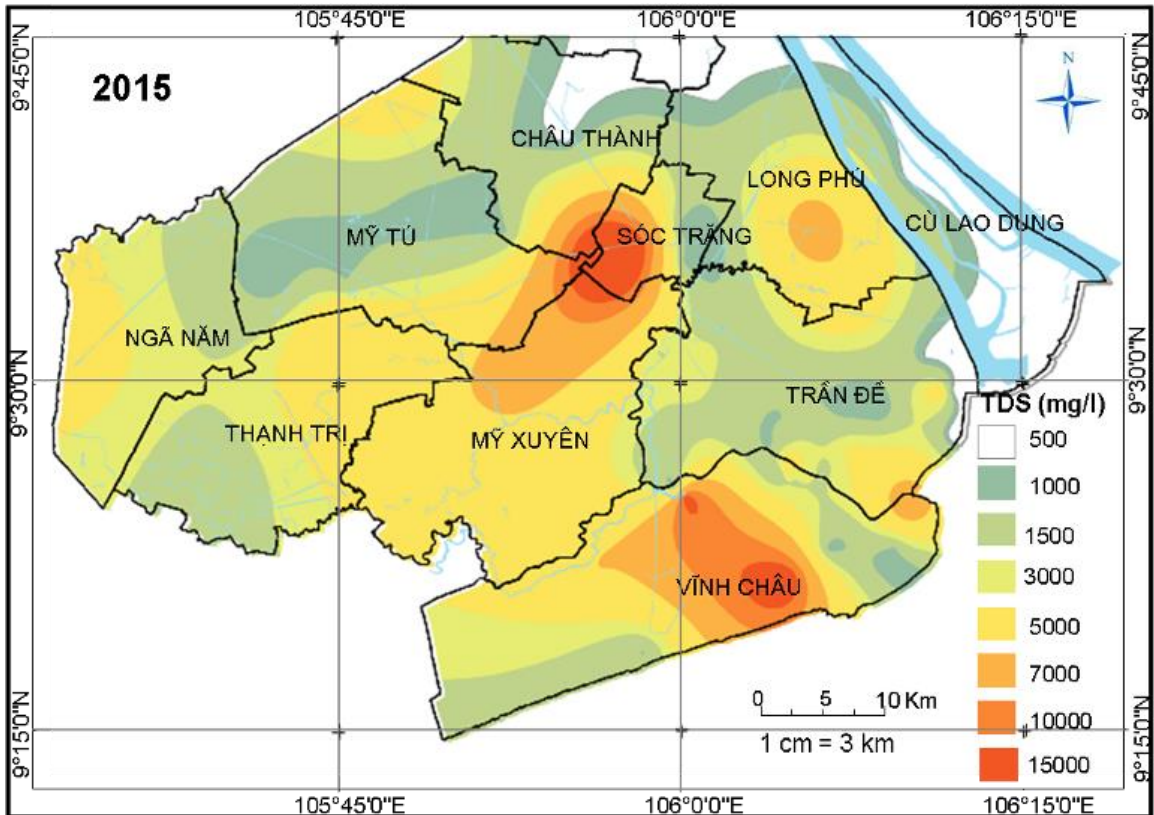 105°45'0"E 106°0'0"E 106°15'0"E
9°45'0"N 9°45'0"N
2015
N
CHÂU THÀNH
LONG PHÚ
CÙ LAO DUNG
MỸ TÚ
SÓC TRĂNG
NGÃ NĂM
9°30'0"N 9°30'0"N
TRẦN ĐỀ
THẠNH TRỊ
MỸ XUYÊN
VĨNH CHÂU
TDS (mg/l)
500
1000
1500
3000
5000
7000
10000
15000
0 5 10 Km
1 cm = 3 km
9°15'0"N 9°15'0"N
105°45'0"E 106°0'0"E 106°15'0"E